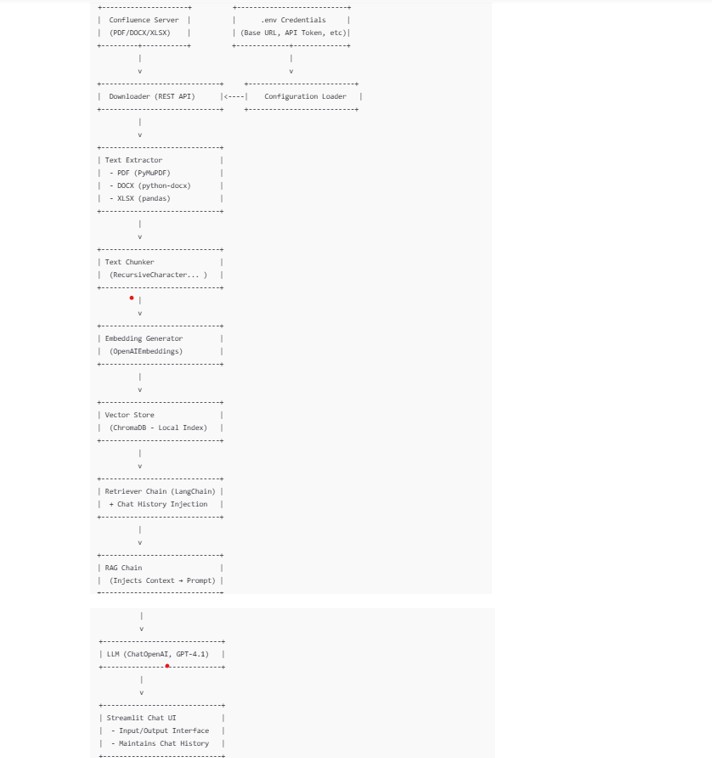 +--------------------+          +--------------------------+
|  Confluence Server  |         |      .env Credentials     |
|  (PDF/DOCX/XLSX)    |         | (Base URL, API Token, etc)|
+--------+-----------+          +-------------+------------+
         |                                   |
         v                                   v
+---------------------------+     +-------------------------+
|  Downloader (REST API)      |<----|    Configuration Loader   |
+---------------------------+     +-------------------------+
         |
         v
+---------------------------+
| Text Extractor             |
|  - PDF (PyMuPDF)           |
|  - DOCX (python-docx)      |
|  - XLSX (pandas)           |
+---------------------------+
         |
         v
+---------------------------+
| Text Chunker               |
|  (RecursiveCharacter... )  |
+---------------------------+
         |
         v
+---------------------------+
| Embedding Generator        |
|  (OpenAIEmbeddings)        |
+---------------------------+
         |
         v
+---------------------------+
| Vector Store               |
|  (ChromaDB - Local Index)  |
+---------------------------+
         |
         v
+---------------------------+
| Retriever Chain (LangChain) |
|  + Chat History Injection  |
+---------------------------+
         |
         v
+---------------------------+
| RAG Chain                  |
|  (Injects Context → Prompt) |
+---------------------------+
         |
         v
+---------------------------+
| LLM (ChatOpenAI, GPT-4.1)  |
+---------------------------+
         |
         v
+---------------------------+
| Streamlit Chat UI          |
|  - Input/Output Interface  |
|  - Maintains Chat History  |
+---------------------------+